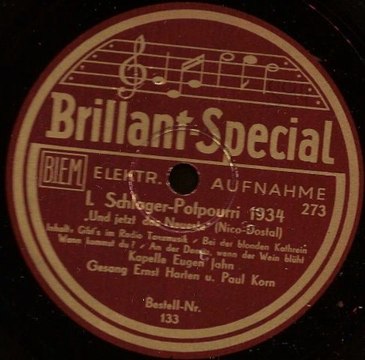 Brillant Special
BIEM ELEKTR. AUFNAHME
273
I. Schlager-Potpourri 1934
„Und jetzt das Neueste" (Nico-Dostal)
Inhalt: Gibt's im Radio Tanzmusik / Bei der blonden Kathrein
Wann kommst du? / An der Donau, wenn der Wein blüht
Kapelle Eugen Jahn
Gesang Ernst Harten u. Paul Korn
Bestell-Nr.
133